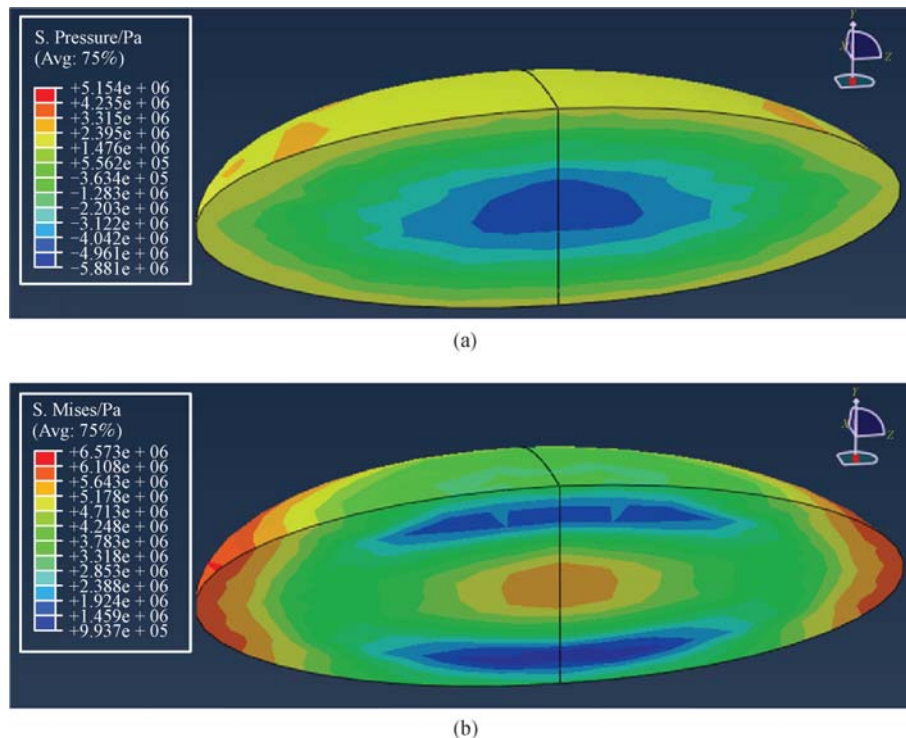 S. Pressure/Pa
(Avg: 75%)
+5.154e + 06
+4.235e + 06
+3.315e + 06
+2.395e + 06
+1.476e + 06
+5.562e + 05
−3.634e + 05
−1.283e + 06
−2.203e + 06
−3.122e + 06
−4.042e + 06
−4.961e + 06
−5.881e + 06
Y
X
Z
(a)
S. Mises/Pa
(Avg: 75%)
+6.573e + 06
+6.108e + 06
+5.643e + 06
+5.178e + 06
+4.713e + 06
+4.248e + 06
+3.783e + 06
+3.318e + 06
+2.853e + 06
+2.388e + 06
+1.924e + 06
+1.459e + 06
+9.937e + 05
Y
X
Z
(b)